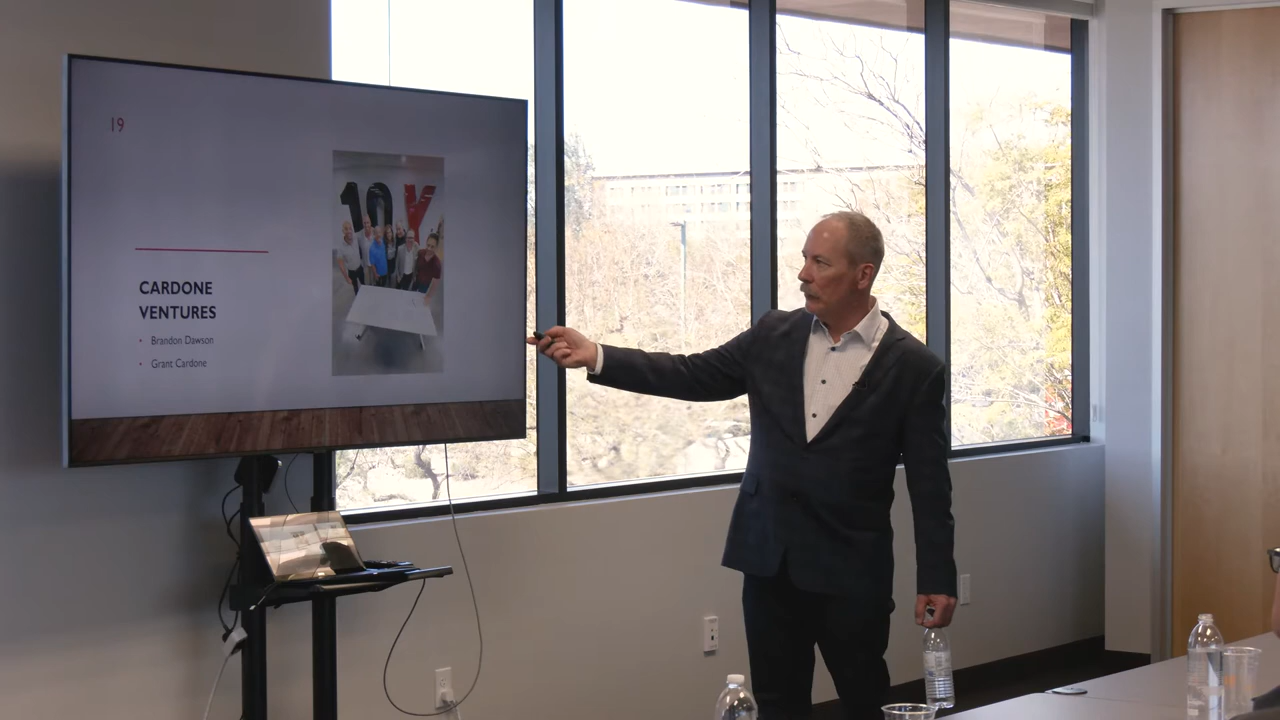 19
10X
CARDONE
VENTURES
• Brandon Dawson
• Grant Cardone